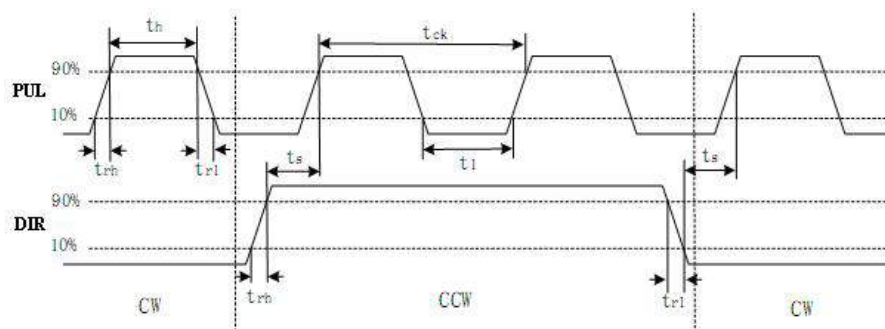 th
tck
90%
PUL
10%
trh
trl
ts
tl
ts
90%
DIR
10%
trh
trl
CW
CCW
CW